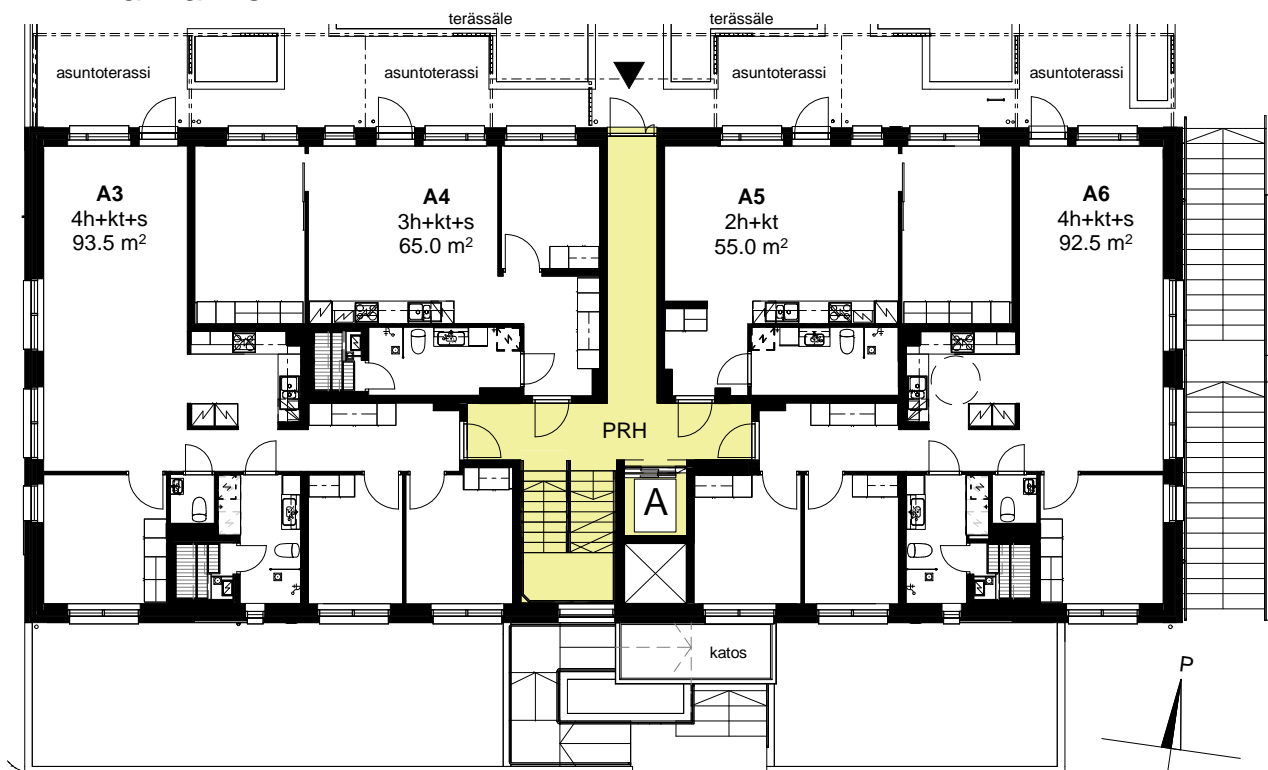 terässäle
terässäle
asuntoterassi
asuntoterassi
asuntoterassi
asuntoterassi
A3
4h+kt+s
93.5 m²
A4
3h+kt+s
65.0 m²
A5
2h+kt
55.0 m²
A6
4h+kt+s
92.5 m²
PRH
A
katos
P